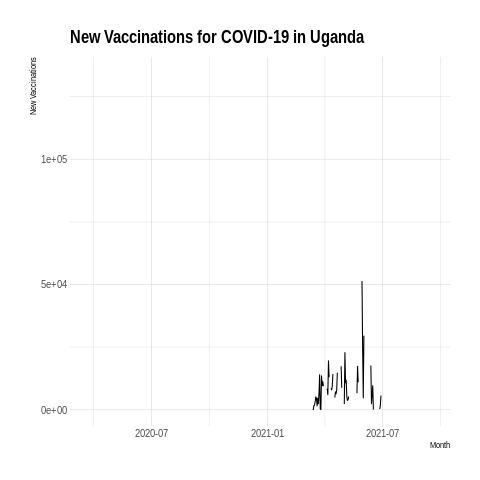 New Vaccinations for COVID-19 in Uganda
New Vaccinations
1e+05
5e+04
0e+00
2020-07
2021-01
2021-07
Month